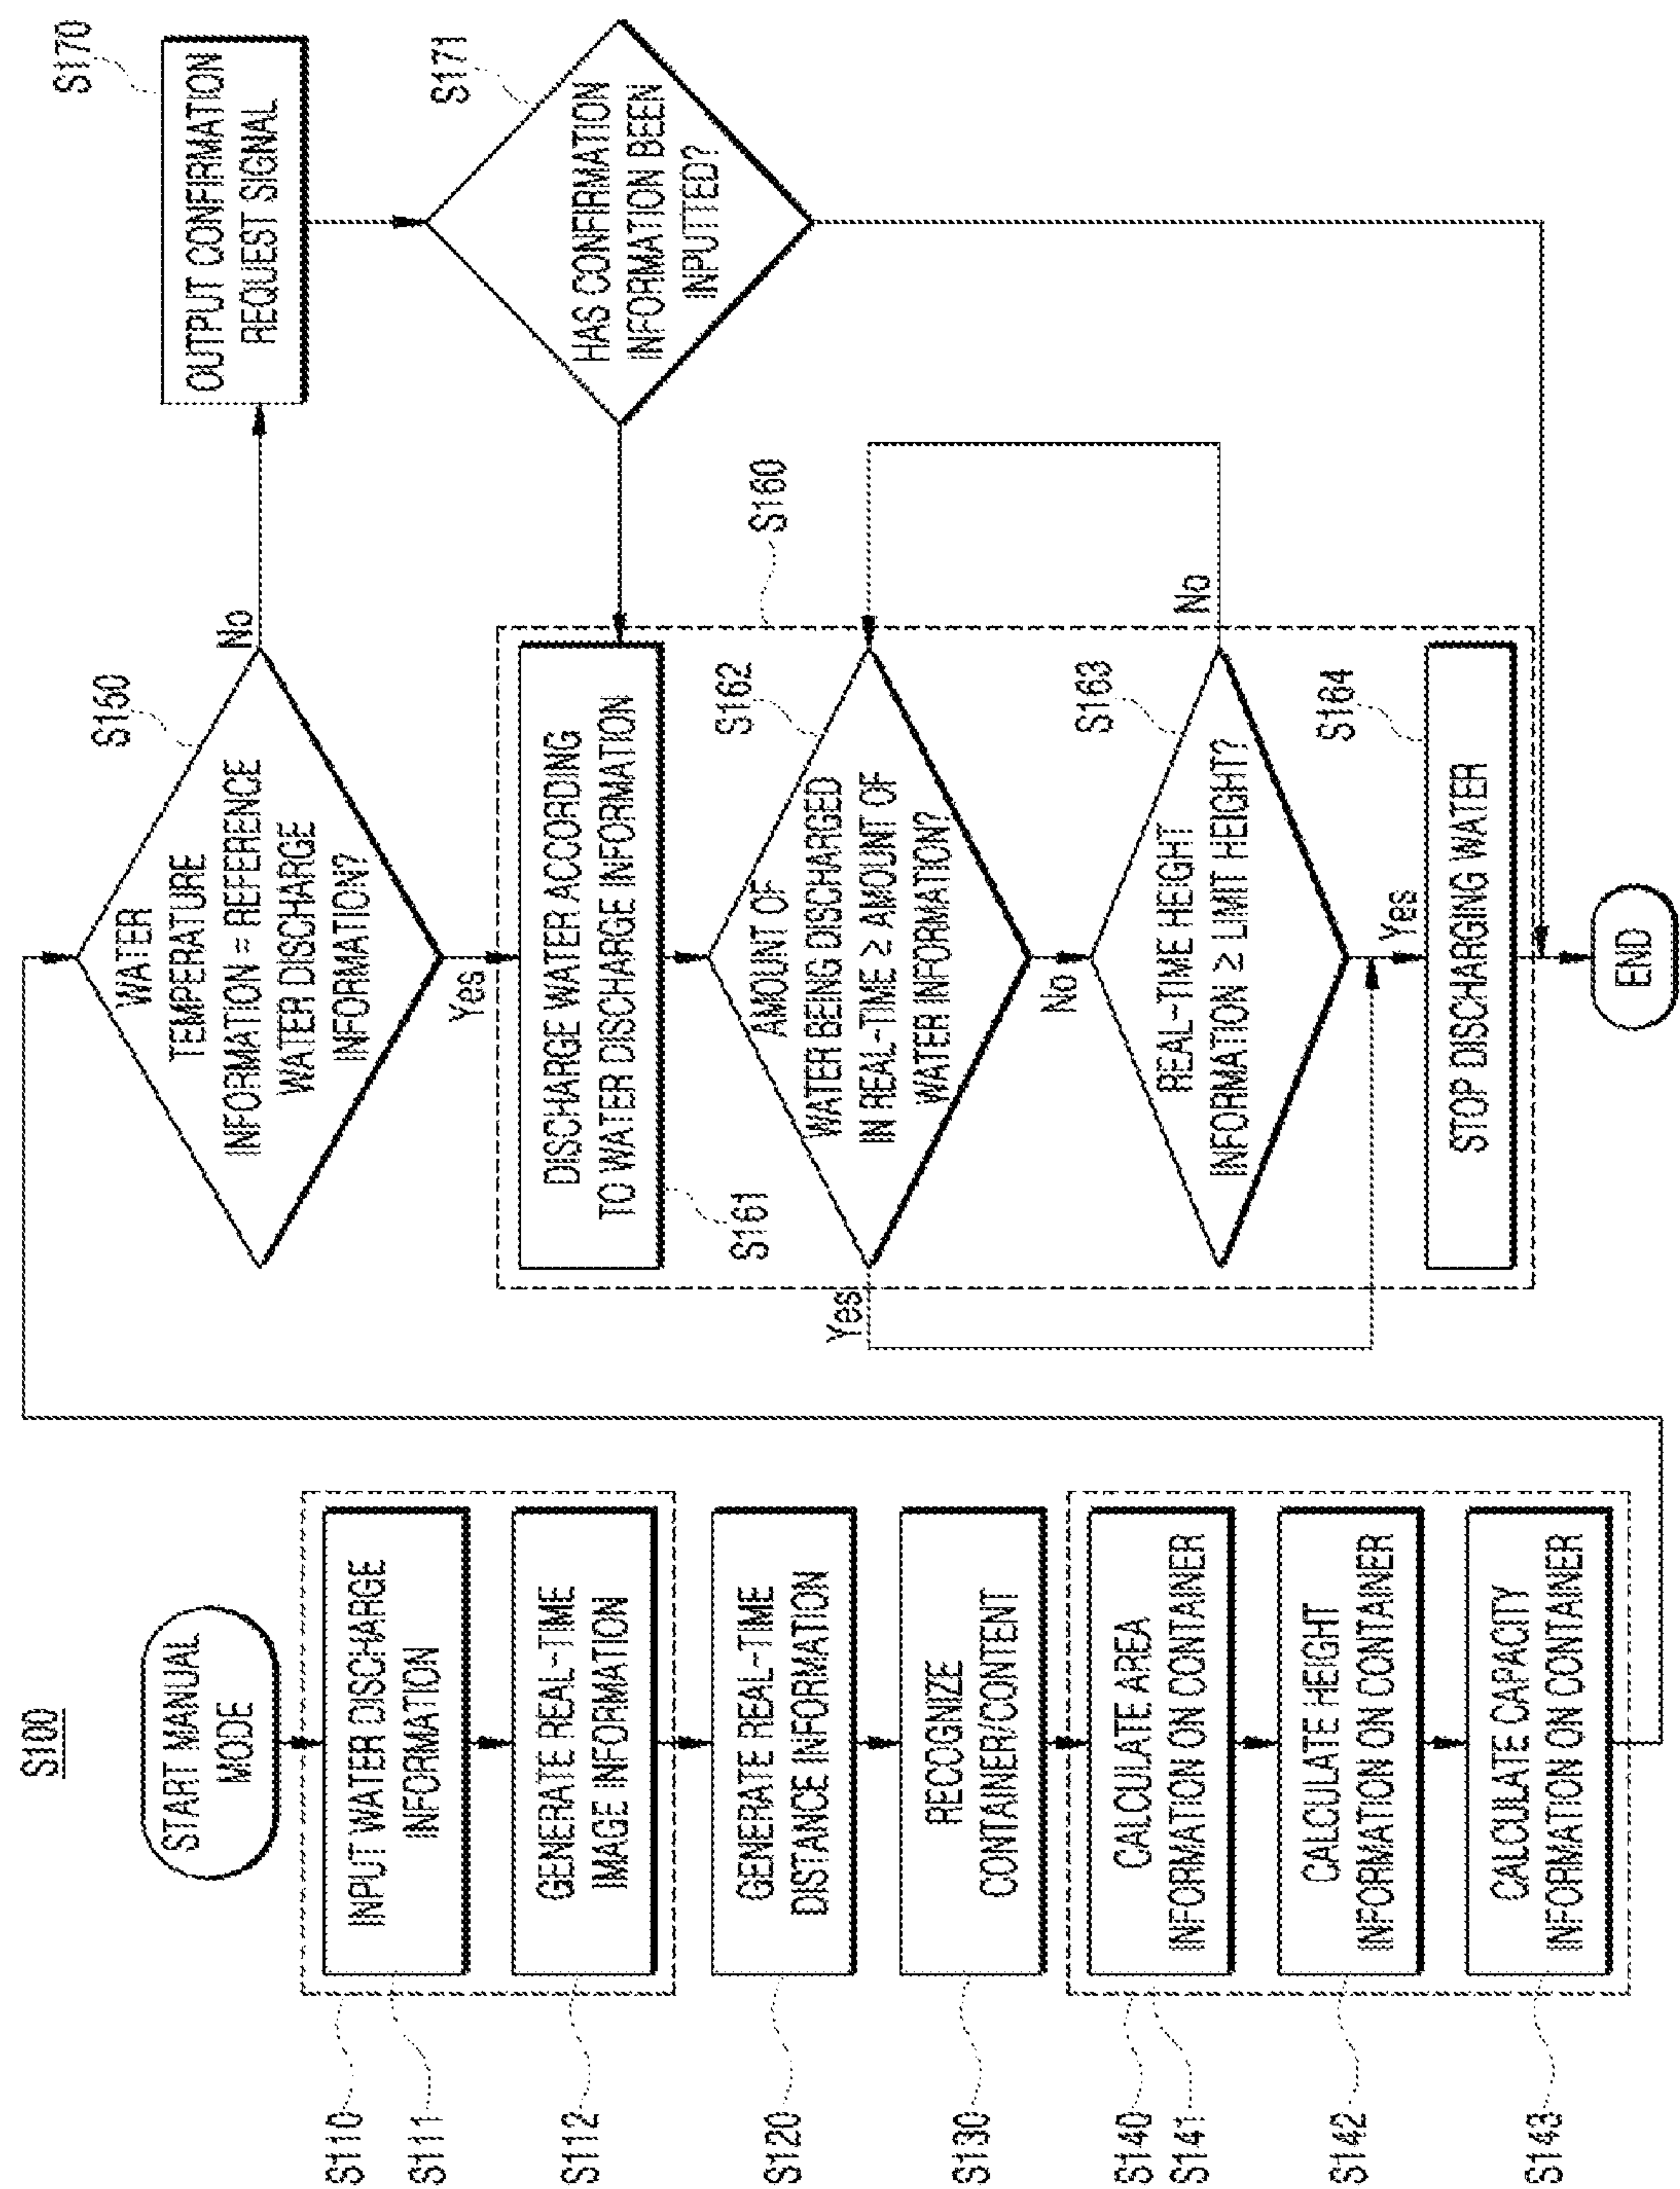 S100
START MANUAL
MODE
S110
S111
INPUT WATER DISCHARGE
INFORMATION
S112
GENERATE REAL-TIME
IMAGE INFORMATION
S120
GENERATE REAL-TIME
DISTANCE INFORMATION
S130
RECOGNIZE
CONTAINER/CONTENT
S140
S141
CALCULATE AREA
INFORMATION ON CONTAINER
S142
CALCULATE HEIGHT
INFORMATION ON CONTAINER
S143
CALCULATE CAPACITY
INFORMATION ON CONTAINER
S150
WATER
TEMPERATURE
INFORMATION = REFERENCE
WATER DISCHARGE
INFORMATION?
No
Yes
S170
OUTPUT CONFIRMATION
REQUEST SIGNAL
S171
HAS CONFIRMATION
INFORMATION BEEN
INPUTTED?
S160
DISCHARGE WATER ACCORDING
TO WATER DISCHARGE INFORMATION
S161
S162
AMOUNT OF
WATER BEING DISCHARGED
IN REAL-TIME ≥ AMOUNT OF
WATER INFORMATION?
Yes
No
S163
REAL-TIME HEIGHT
INFORMATION ≥ LIMIT HEIGHT?
No
Yes
S164
STOP DISCHARGING WATER
END